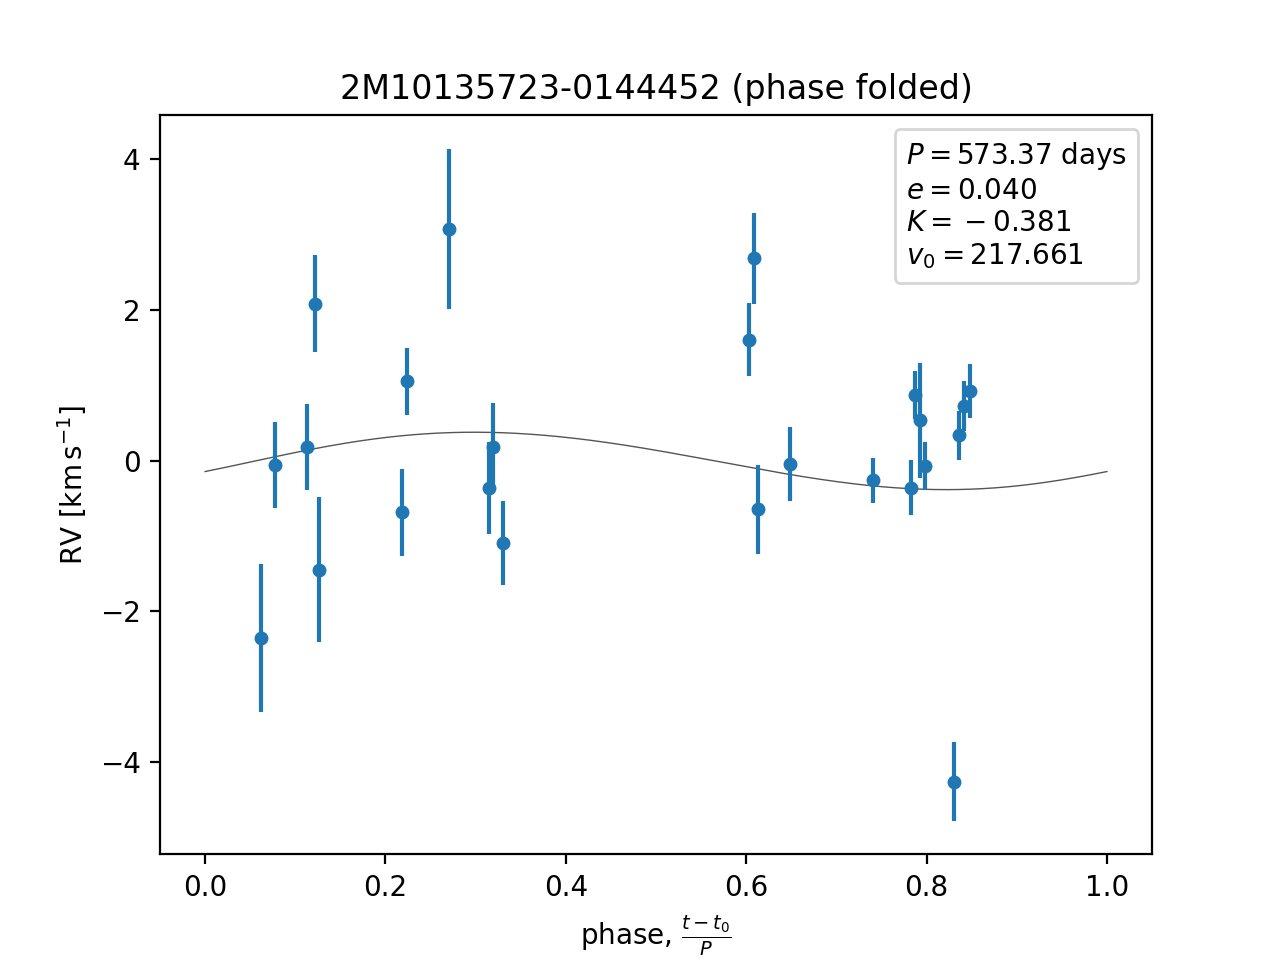 2M10135723-0144452 (phase folded)
P = 573.37 days
e = 0.040
K = −0.381
v₀ = 217.661
4
2
0
−2
−4
RV [km s⁻¹]
0.0 0.2 0.4 0.6 0.8 1.0
phase, (t − t₀)/P